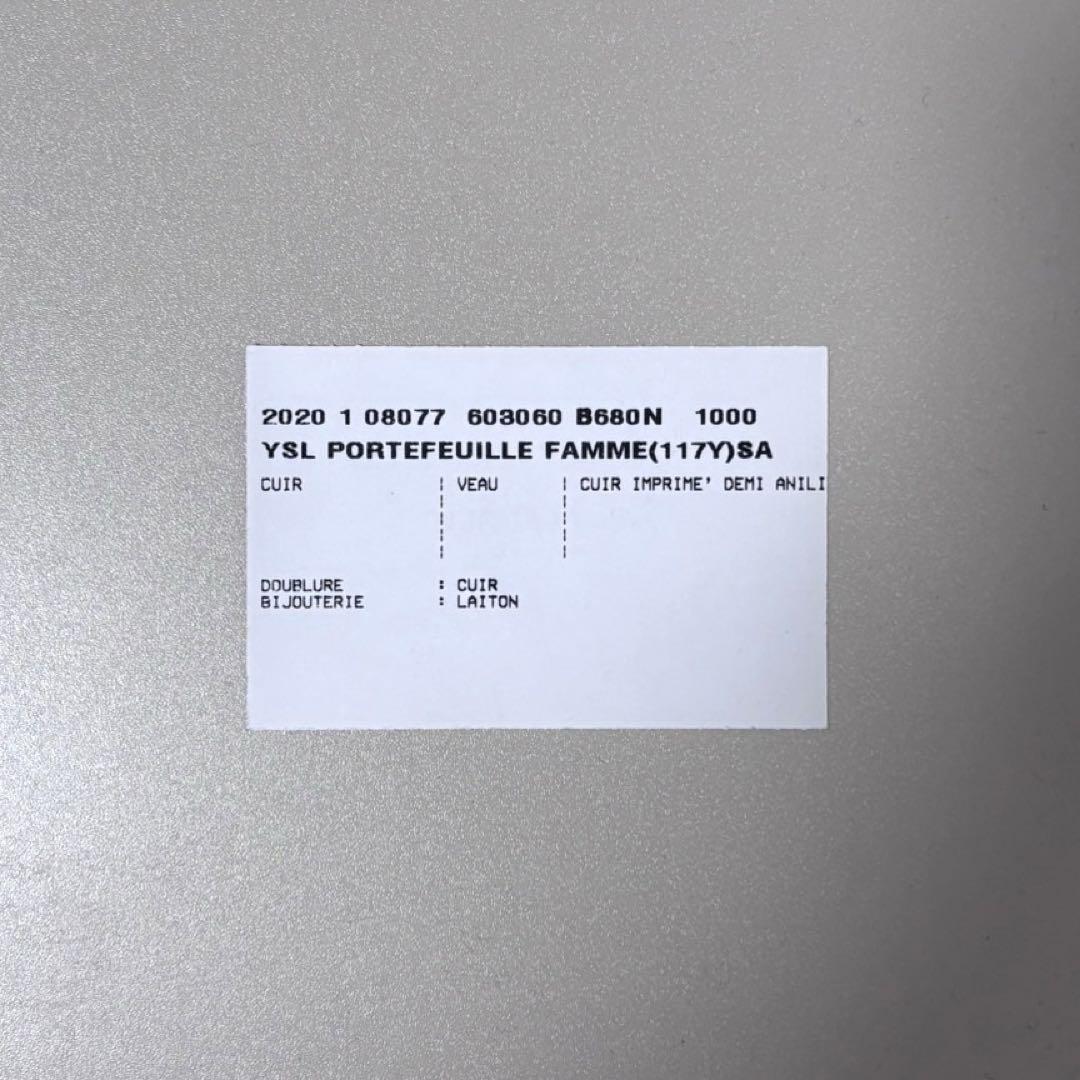 2020 1 08077 603060 B680N 1000
YSL PORTEFEUILLE FAMME(117Y)SA
CUIR | VEAU | CUIR IMPRIME' DEMI ANILI
DOUBLURE : CUIR
BIJOUTERIE : LAITON